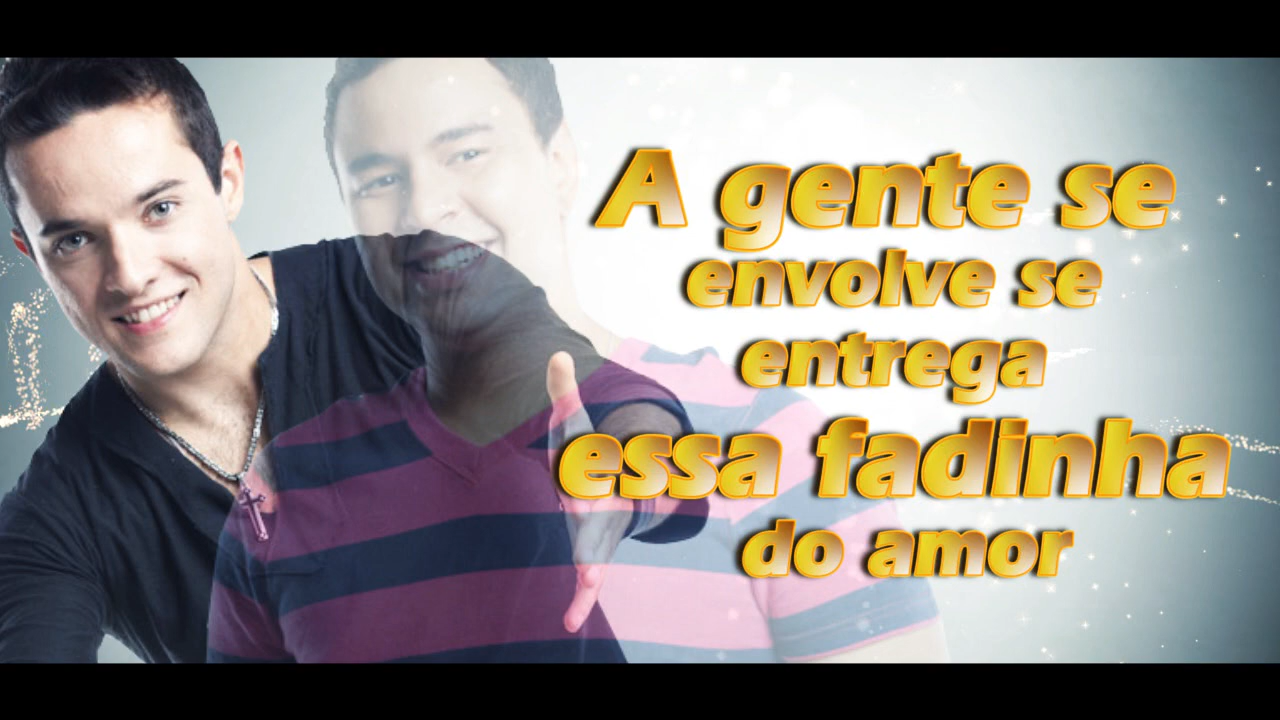 A gente se
envolve se
entrega
essa fadinha
do amor